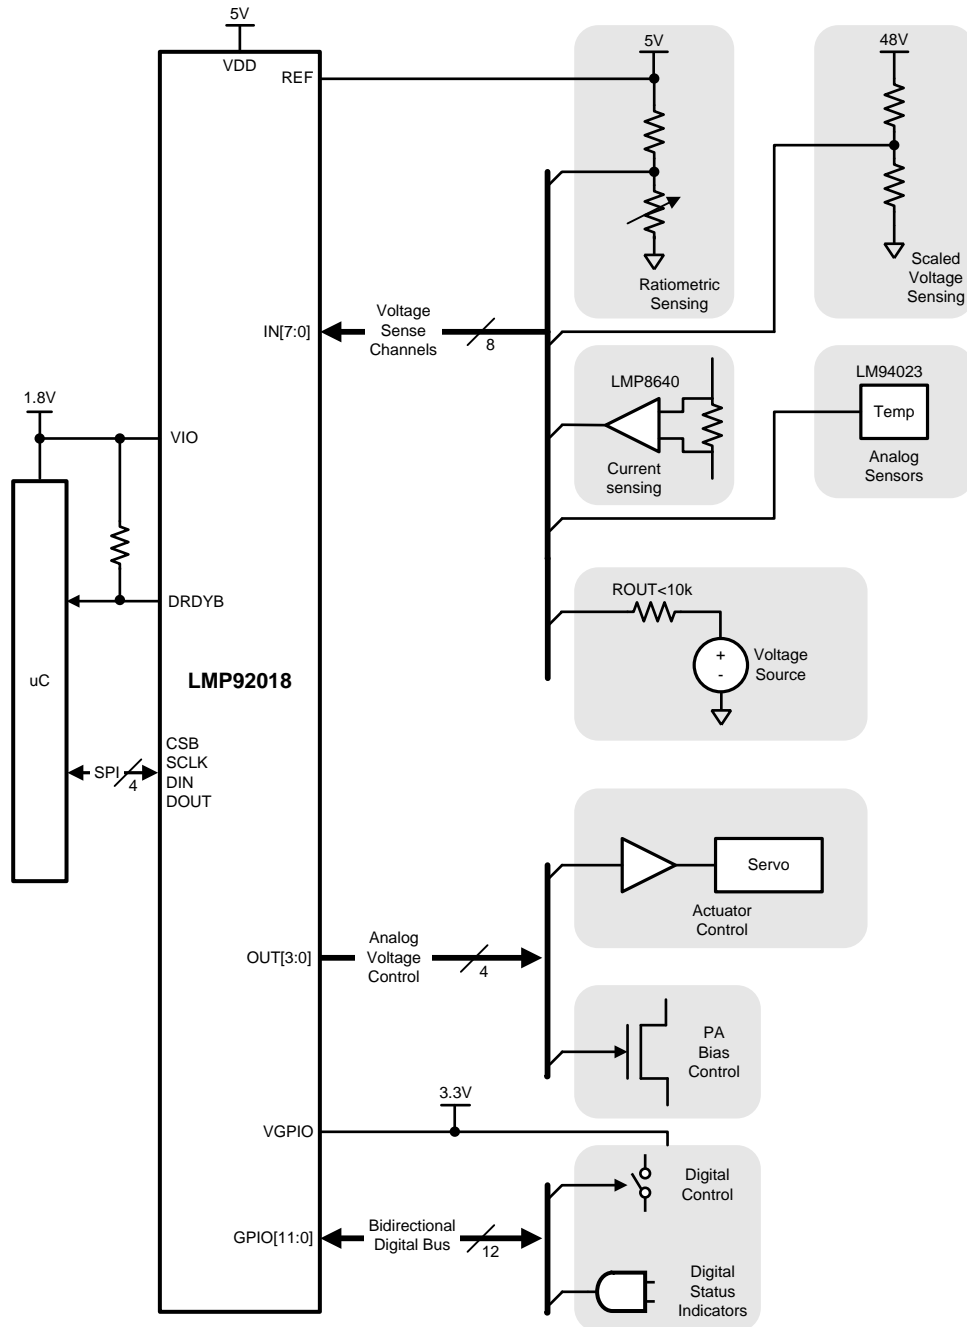 5V
VDD
REF
5V
Ratiometric
Sensing
48V
Scaled
Voltage
Sensing
IN[7:0]
Voltage
Sense
Channels
8
LMP8640
Current
sensing
LM94023
Temp
Analog
Sensors
1.8V
VIO
DRDYB
uC
LMP92018
ROUT<10k
+
-
Voltage
Source
SPI
4
CSB
SCLK
DIN
DOUT
Servo
Actuator
Control
OUT[3:0]
Analog
Voltage
Control
4
PA
Bias
Control
3.3V
VGPIO
Digital
Control
GPIO[11:0]
Bidirectional
Digital Bus
12
Digital
Status
Indicators